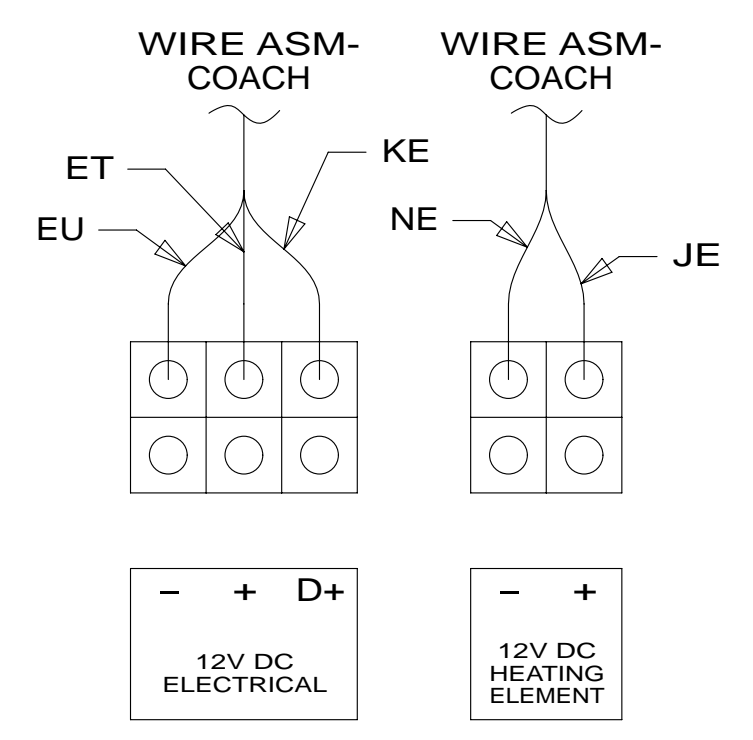 WIRE ASM-
COACH
WIRE ASM-
COACH
ET
KE
EU
NE
JE
− + D+
12V DC
ELECTRICAL
− +
12V DC
HEATING
ELEMENT